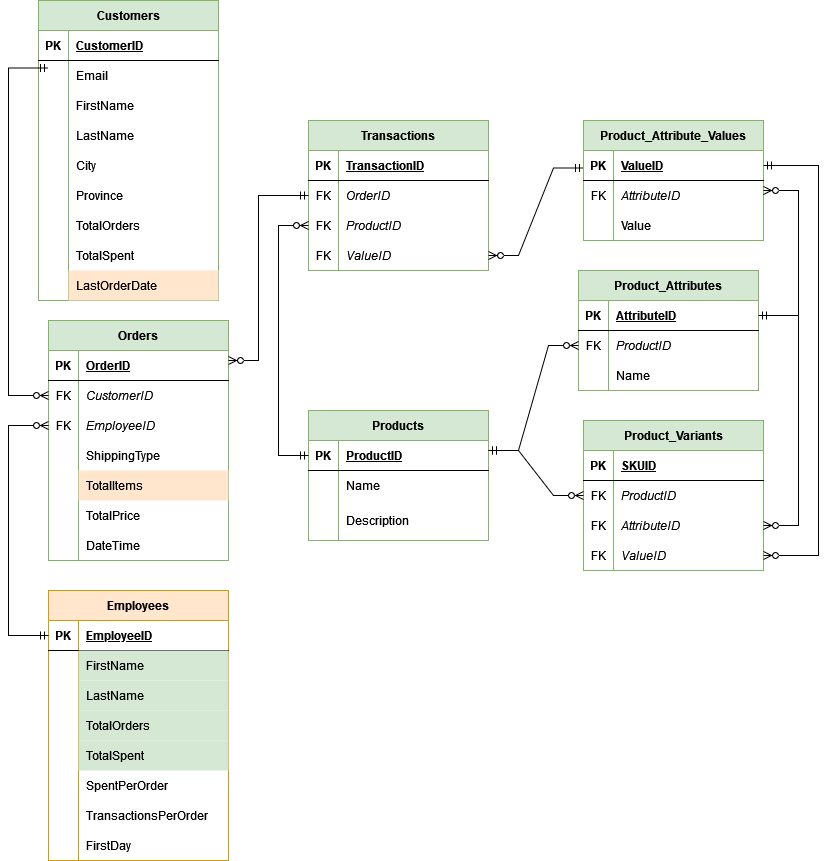 Customers
PK CustomerID
Email
FirstName
LastName
City
Province
TotalOrders
TotalSpent
LastOrderDate
Orders
PK OrderID
FK CustomerID
FK EmployeeID
ShippingType
TotalItems
TotalPrice
DateTime
Employees
PK EmployeeID
FirstName
LastName
TotalOrders
TotalSpent
SpentPerOrder
TransactionsPerOrder
FirstDay
Transactions
PK TransactionID
FK OrderID
FK ProductID
FK ValueID
Products
PK ProductID
Name
Description
Product_Attribute_Values
PK ValueID
FK AttributeID
Value
Product_Attributes
PK AttributeID
FK ProductID
Name
Product_Variants
PK SKUID
FK ProductID
FK AttributeID
FK ValueID